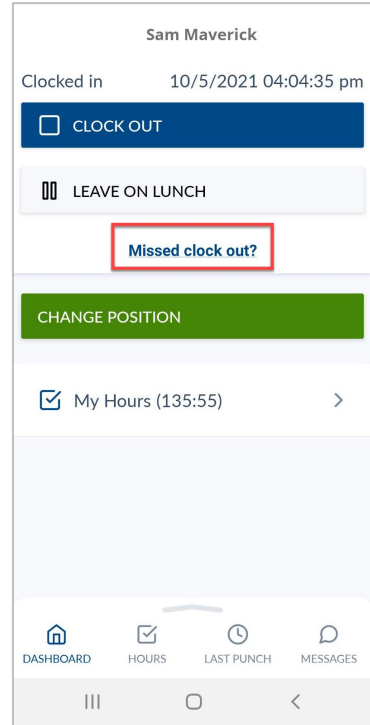 Sam Maverick
Clocked in 10/5/2021 04:04:35 pm
CLOCK OUT
LEAVE ON LUNCH
Missed clock out?
CHANGE POSITION
My Hours (135:55)
DASHBOARD HOURS LAST PUNCH MESSAGES